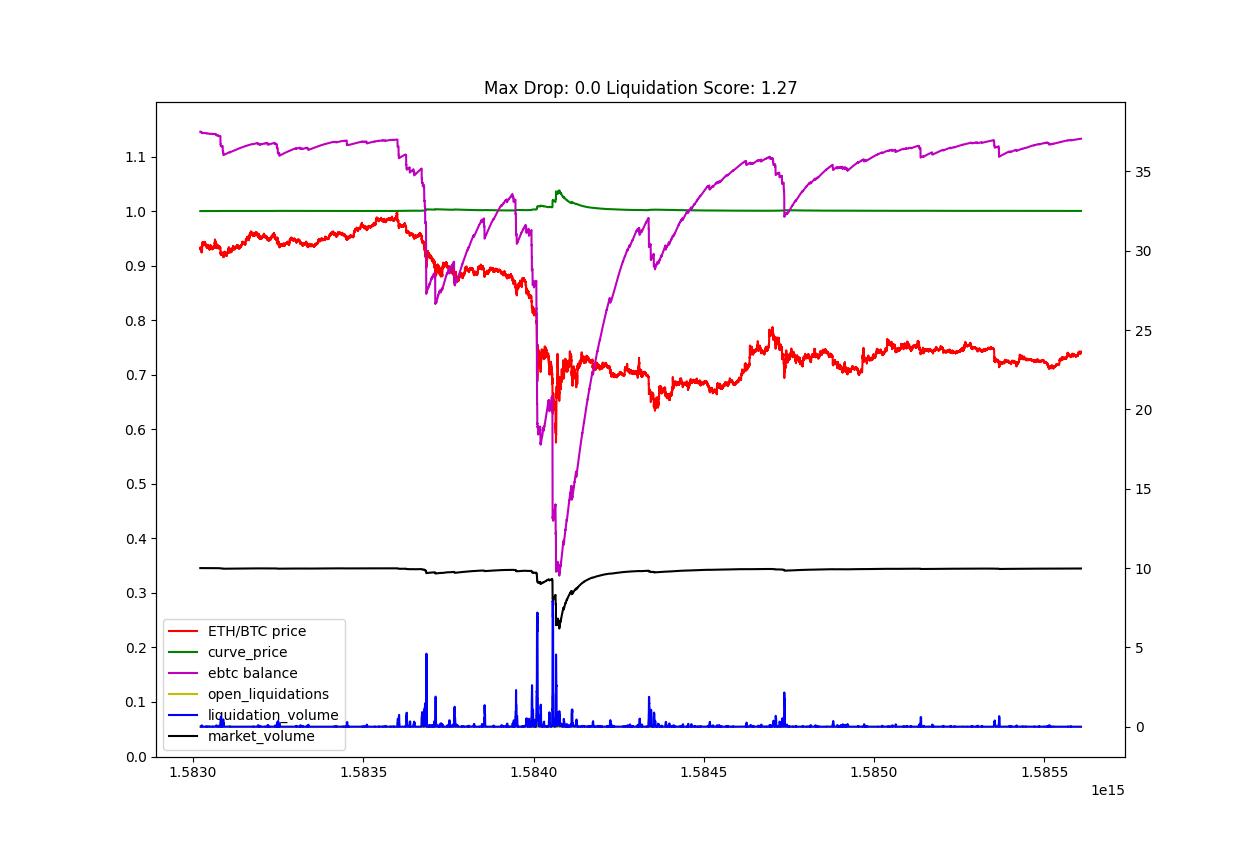 Max Drop: 0.0 Liquidation Score: 1.27
1.1
1.0
0.9
0.8
0.7
0.6
0.5
0.4
0.3
0.2
0.1
0.0
35
30
25
20
15
10
5
0
ETH/BTC price
curve_price
ebtc balance
open_liquidations
liquidation_volume
market_volume
1.5830 1.5835 1.5840 1.5845 1.5850 1.5855
1e15